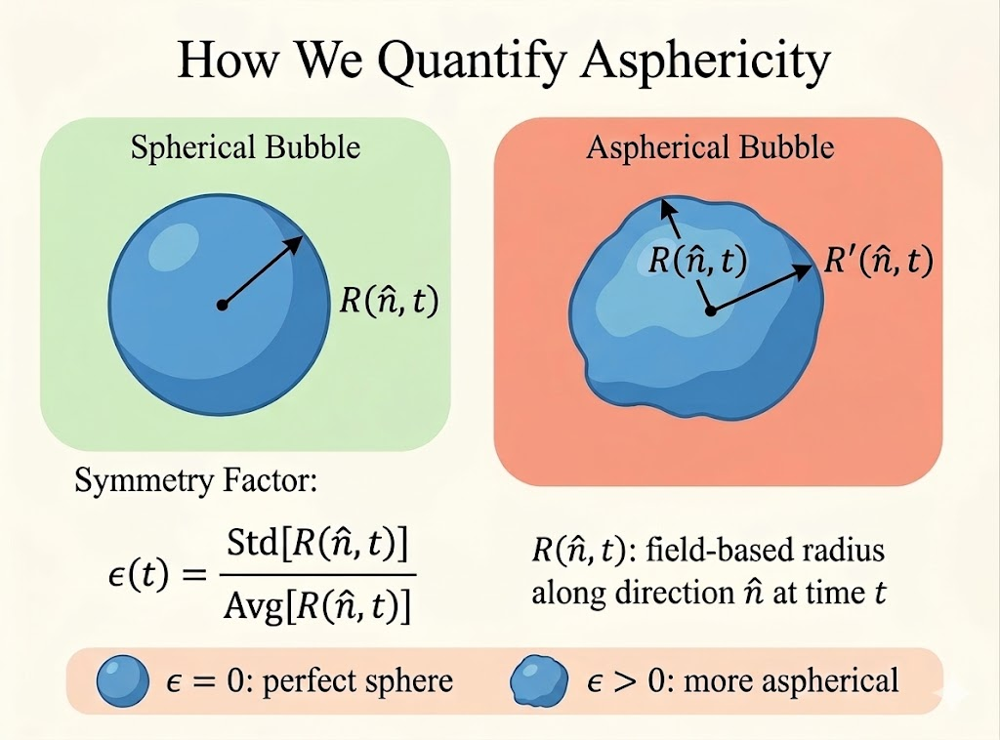 How We Quantify Asphericity
Spherical Bubble
R(n̂, t)
Aspherical Bubble
R(n̂, t)
R′(n̂, t)
Symmetry Factor:
ϵ(t) = Std[R(n̂, t)] / Avg[R(n̂, t)]
R(n̂, t): field-based radius
along direction n̂ at time t
ϵ = 0: perfect sphere
ϵ > 0: more aspherical